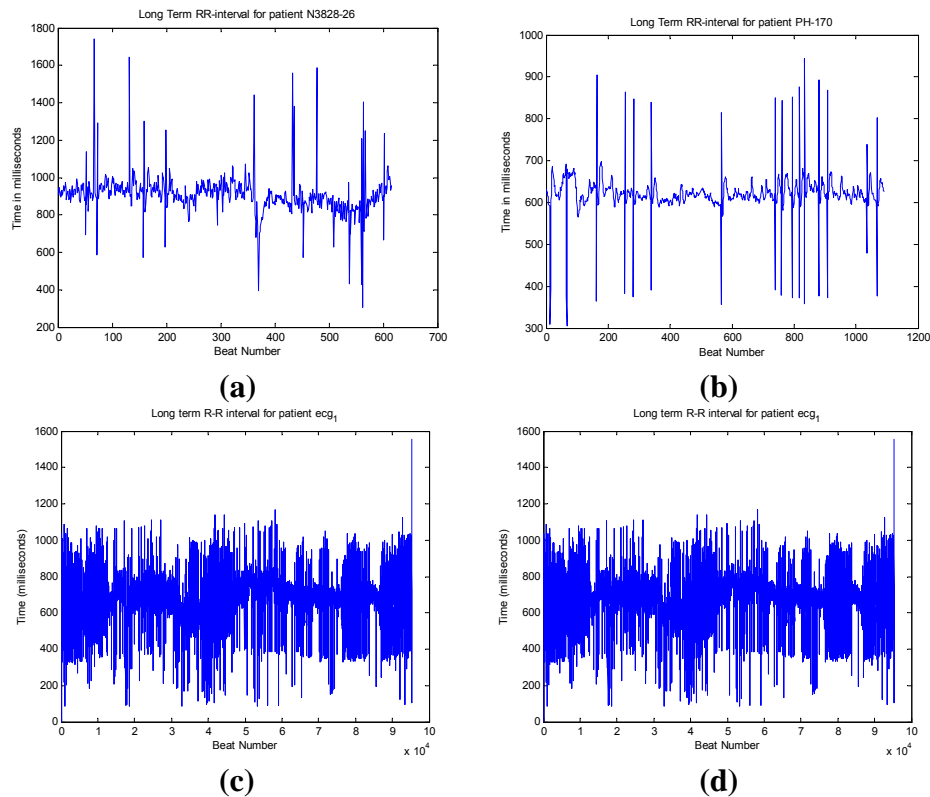 Long Term RR-interval for patient N3828-26
Time in milliseconds
1800
1600
1400
1200
1000
800
600
400
200
0 100 200 300 400 500 600 700
Beat Number
(a)
Long Term RR-interval for patient PH-170
Time in milliseconds
1000
900
800
700
600
500
400
300
0 200 400 600 800 1000 1200
Beat Number
(b)
Long term R-R interval for patient ecg1
Time (milliseconds)
1600
1400
1200
1000
800
600
400
200
0
0 1 2 3 4 5 6 7 8 9 10
x 10^4
Beat Number
(c)
Long term R-R interval for patient ecg1
Time (milliseconds)
1600
1400
1200
1000
800
600
400
200
0
0 1 2 3 4 5 6 7 8 9 10
x 10^4
Beat Number
(d)